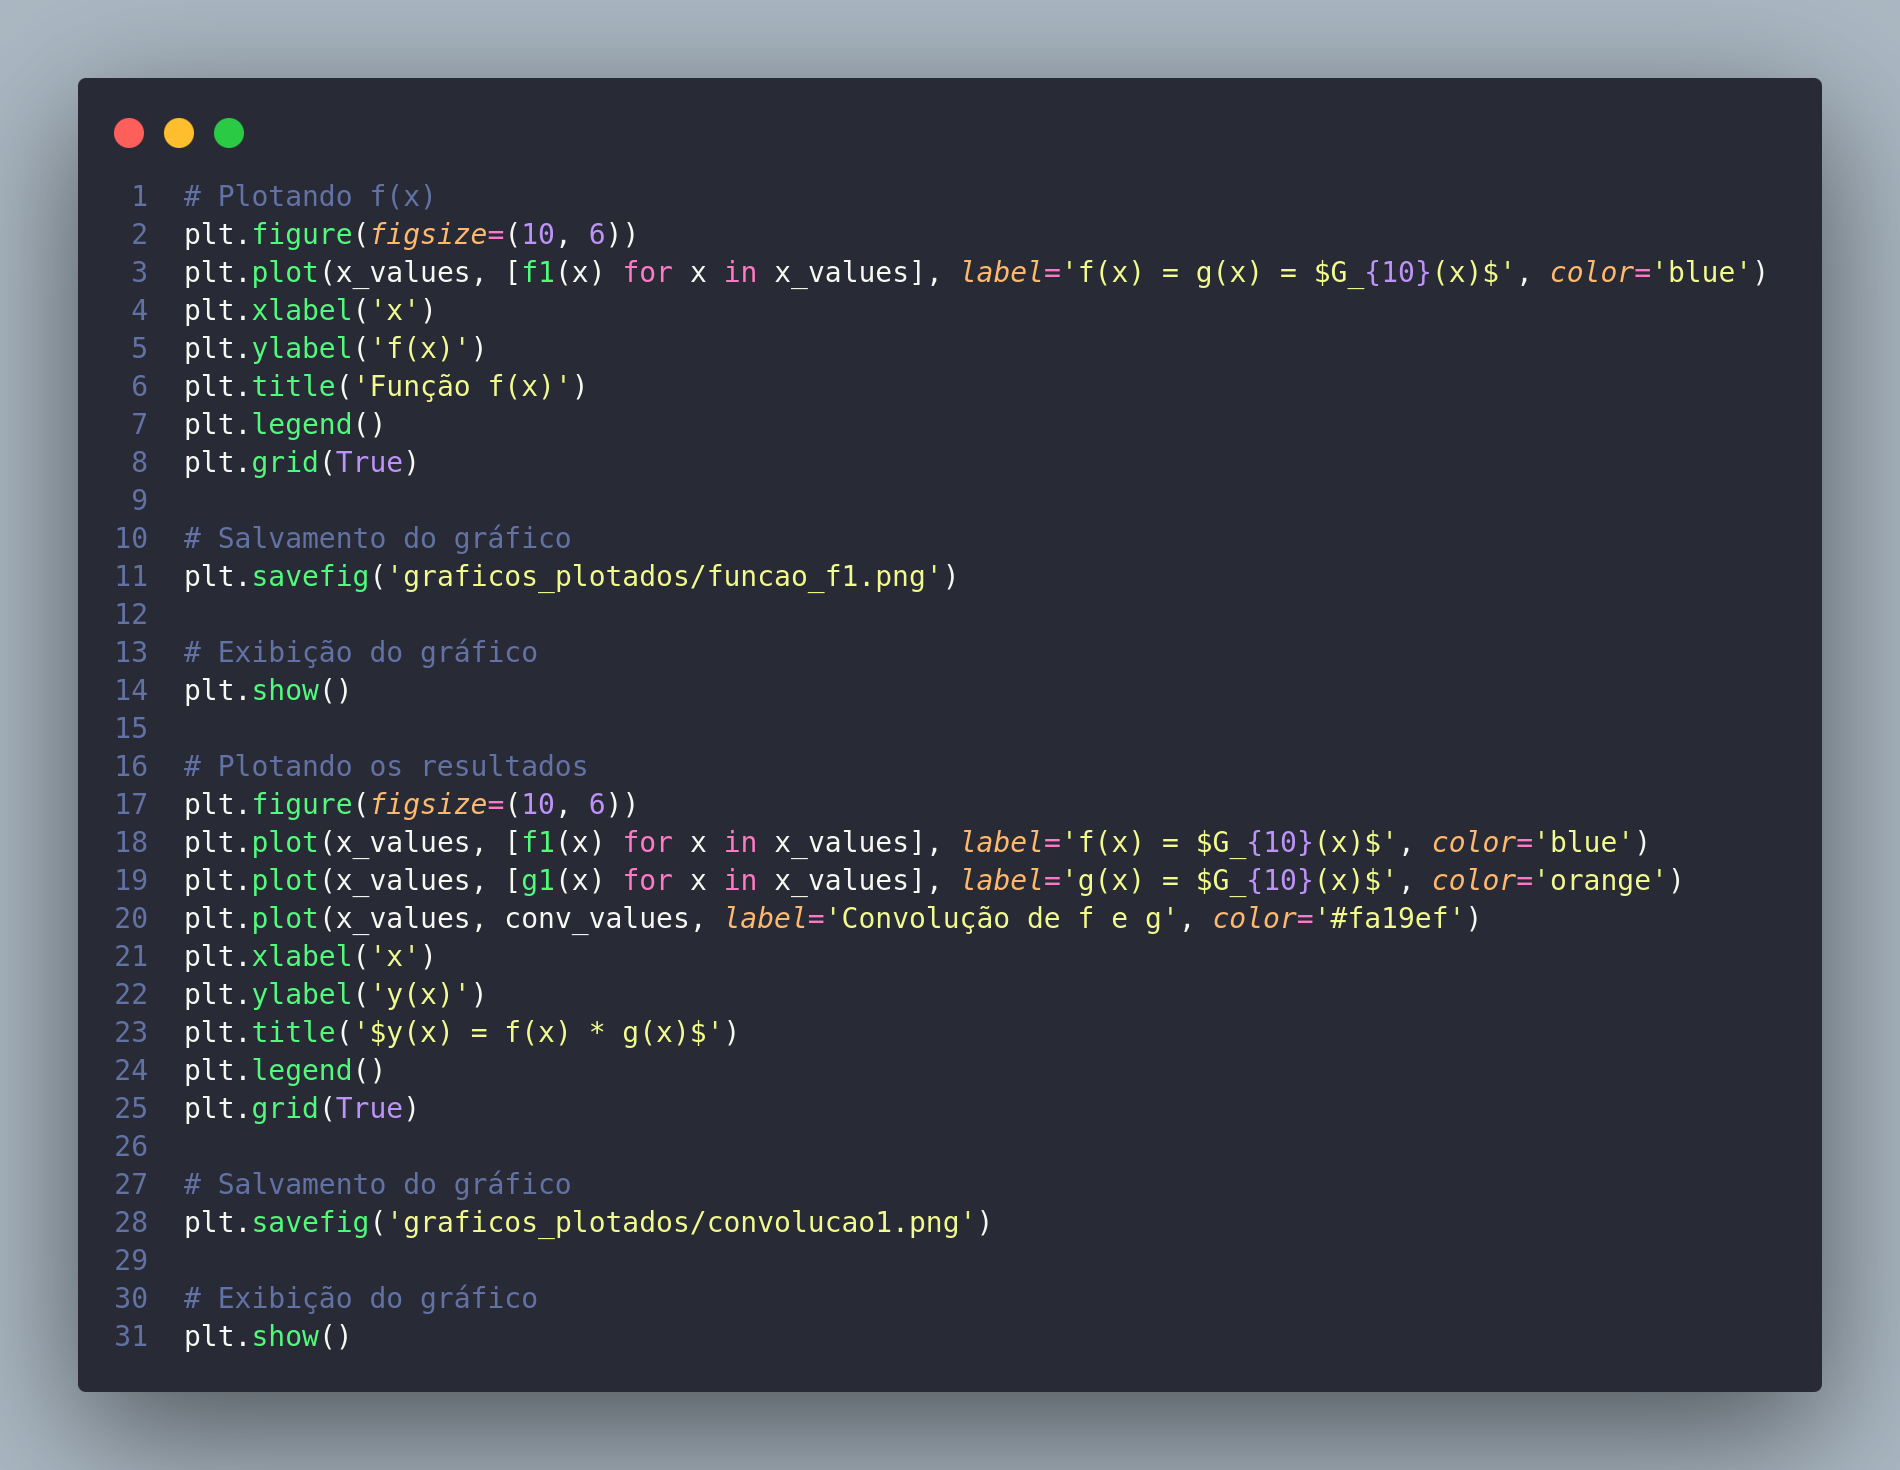 1 # Plotando f(x)
2 plt.figure(figsize=(10, 6))
3 plt.plot(x_values, [f1(x) for x in x_values], label='f(x) = g(x) = $G_{10}(x)$', color='blue')
4 plt.xlabel('x')
5 plt.ylabel('f(x)')
6 plt.title('Função f(x)')
7 plt.legend()
8 plt.grid(True)
9
10 # Salvamento do gráfico
11 plt.savefig('graficos_plotados/funcao_f1.png')
12
13 # Exibição do gráfico
14 plt.show()
15
16 # Plotando os resultados
17 plt.figure(figsize=(10, 6))
18 plt.plot(x_values, [f1(x) for x in x_values], label='f(x) = $G_{10}(x)$', color='blue')
19 plt.plot(x_values, [g1(x) for x in x_values], label='g(x) = $G_{10}(x)$', color='orange')
20 plt.plot(x_values, conv_values, label='Convolução de f e g', color='#fa19ef')
21 plt.xlabel('x')
22 plt.ylabel('y(x)')
23 plt.title('$y(x) = f(x) * g(x)$')
24 plt.legend()
25 plt.grid(True)
26
27 # Salvamento do gráfico
28 plt.savefig('graficos_plotados/convolucao1.png')
29
30 # Exibição do gráfico
31 plt.show()